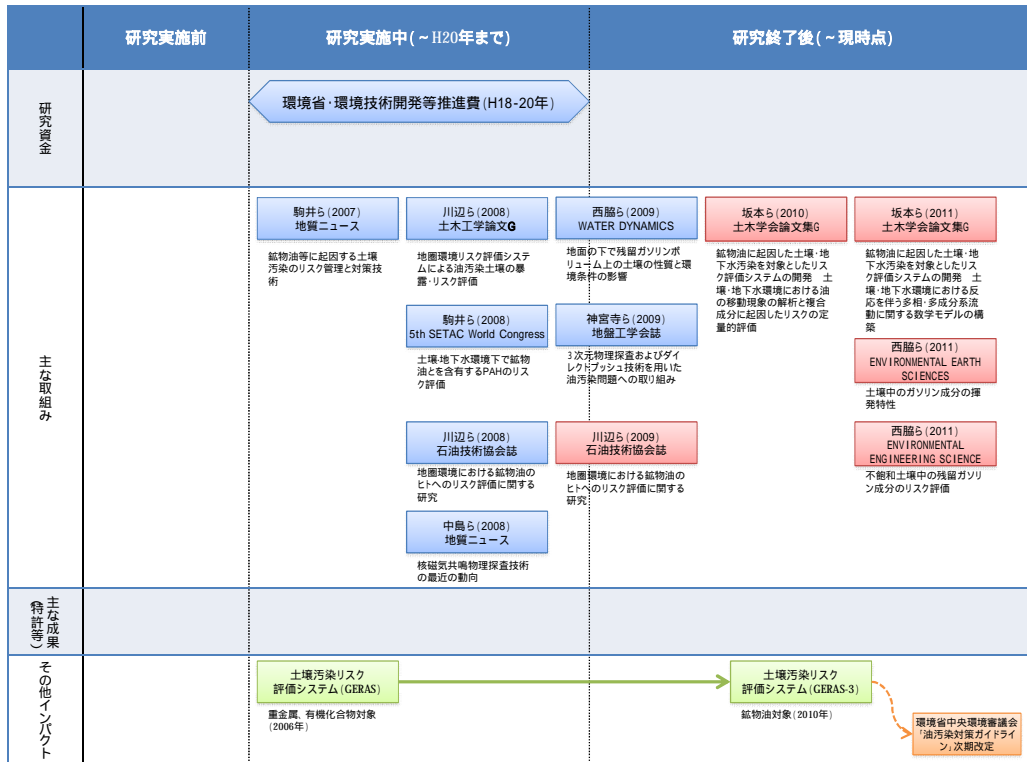 研究実施前
研究実施中(～H20年まで)
研究終了後(～現時点)
研究資金
環境省・環境技術開発等推進費(H18-20年)
主な取組み
駒井ら(2007)
地質ニュース
鉱物油等に起因する土壌
汚染のリスク管理と対策技
術
川辺ら(2008)
土木工学論文G
地圏環境リスク評価システ
ムによる油汚染土壌の暴
露・リスク評価
西脇ら(2009)
WATER DYNAMICS
地面の下で残留ガソリンボ
リューム上の土壌の性質と環
境条件の影響
坂本ら(2010)
土木学会論文集G
鉱物油に起因した土壌・地
下水汚染を対象としたリス
ク評価システムの開発 土
壌・地下水環境における油
の移動現象の解析と複合
成分に起因したリスクの定
量的評価
坂本ら(2011)
土木学会論文集G
鉱物油に起因した土壌・地
下水汚染を対象としたリス
ク評価システムの開発 土
壌・地下水環境における反
応を伴う多相・多成分系流
動に関する数学モデルの構
築
駒井ら(2008)
5th SETAC World Congress
土壌・地下水環境下で鉱物
油とを含有するPAHのリス
ク評価
神宮寺ら(2009)
地盤工学会誌
3次元物理探査およびダイ
レクトプッシュ技術を用いた
油汚染問題への取り組み
西脇ら(2011)
ENVIRONMENTAL EARTH
SCIENCES
土壌中のガソリン成分の揮
発特性
川辺ら(2008)
石油技術協会誌
地圏環境における鉱物油の
ヒトへのリスク評価に関する
研究
川辺ら(2009)
石油技術協会誌
地圏環境における鉱物油の
ヒトへのリスク評価に関する
研究
西脇ら(2011)
ENVIRONMENTAL
ENGINEERING SCIENCE
不飽和土壌中の残留ガソリ
ン成分のリスク評価
中島ら(2008)
地質ニュース
核磁気共鳴物理探査技術
の最近の動向
主な成果
(特許等)
その他インパクト
土壌汚染リスク
評価システム(GERAS)
重金属、有機化合物対象
(2006年)
土壌汚染リスク
評価システム(GERAS-3)
鉱物油対象(2010年)
環境省中央環境審議会
「油汚染対策ガイドライ
ン」次期改定